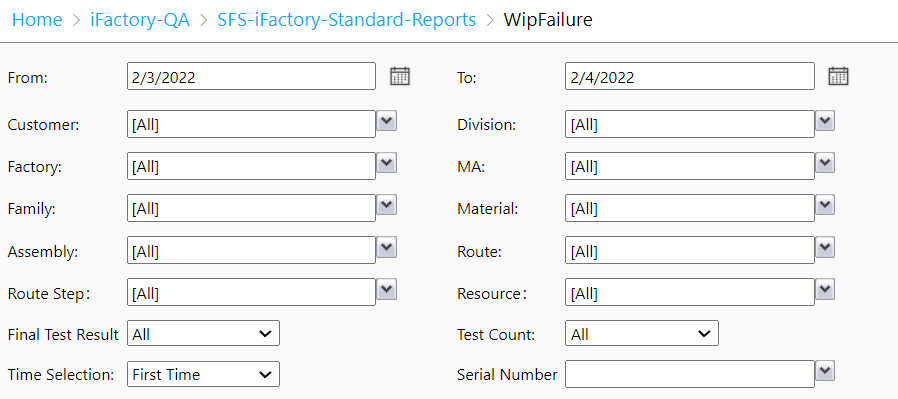 Home > iFactory-QA > SFS-iFactory-Standard-Reports > WipFailure
From: 2/3/2022 To: 2/4/2022
Customer: [All] Division: [All]
Factory: [All] MA: [All]
Family: [All] Material: [All]
Assembly: [All] Route: [All]
Route Step: [All] Resource: [All]
Final Test Result All Test Count: All
Time Selection: First Time Serial Number